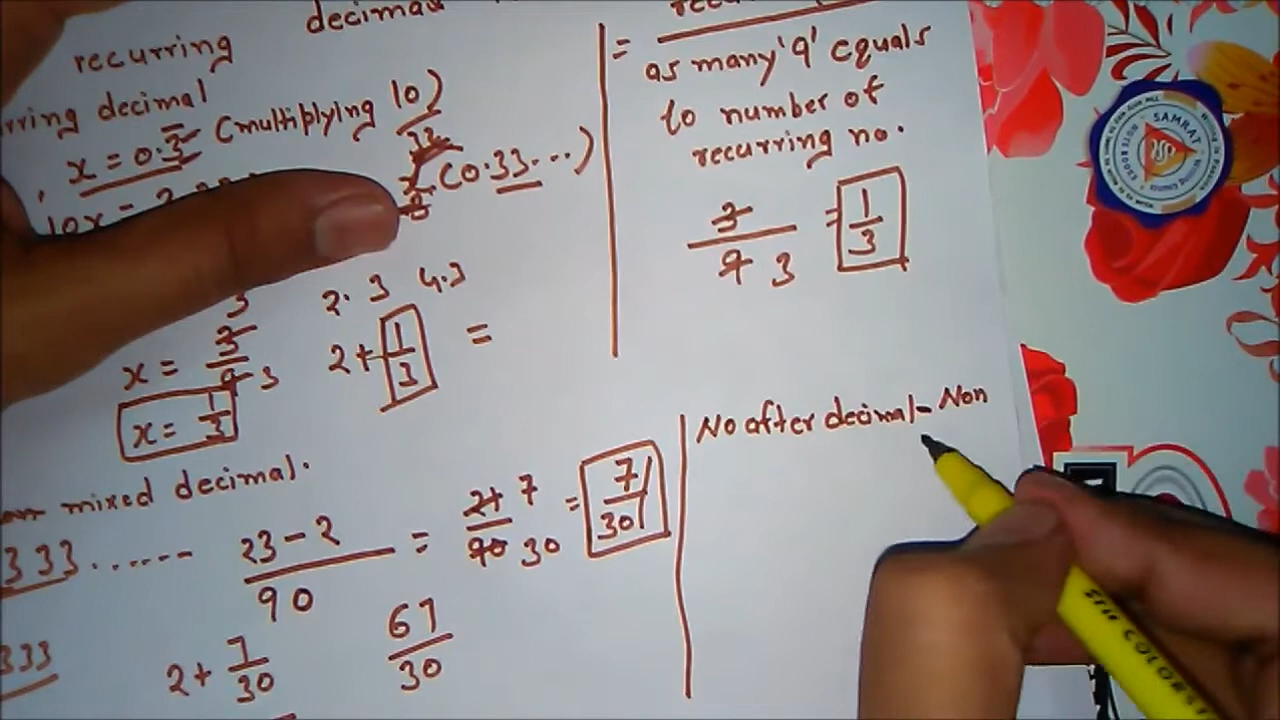 decimal
recurring
rring decimal
x = 0.3 (multiplying 10)
10x =
(0.33...)
2.3 4.3
x = 3/9 3
2 + 1/3 =
x = 1/3
= as many '9' equals
to number of
recurring no.
3/9 3 = 1/3
mixed decimal.
333...... 23-2/90 = 21/90 7/30 = 7/30
333
2 + 7/30 67/30
No after decimal - Non
SAMRAT
NOTE BOOKS